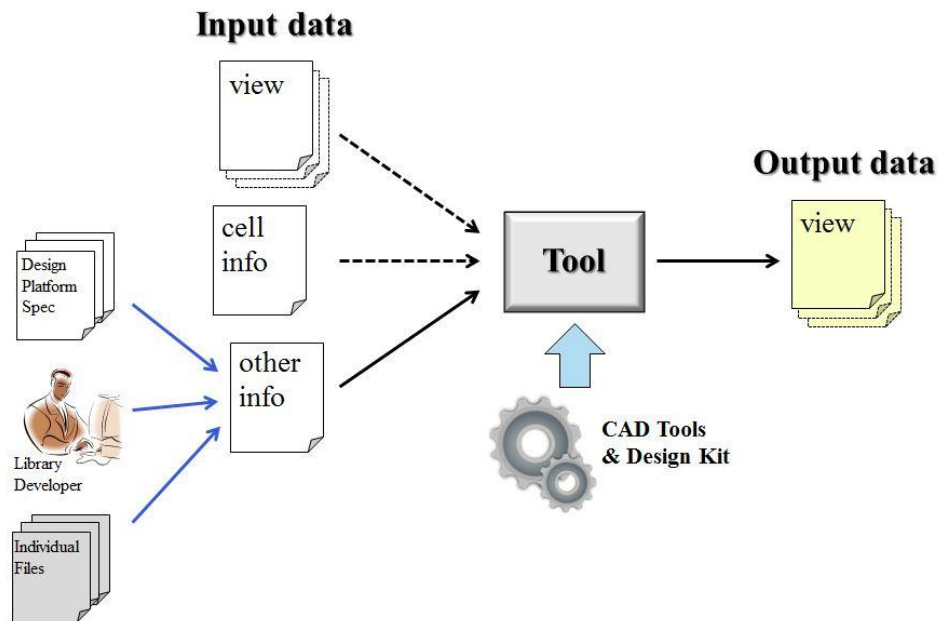 Input data
view
Output data
cell
info
view
Design
Platform
Spec
Tool
other
info
CAD Tools
& Design Kit
Library
Developer
Individual
Files